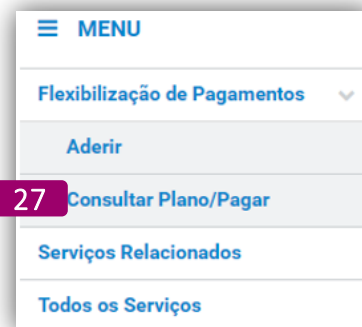 ☰ MENU
Flexibilização de Pagamentos
Aderir
27 Consultar Plano/Pagar
Serviços Relacionados
Todos os Serviços